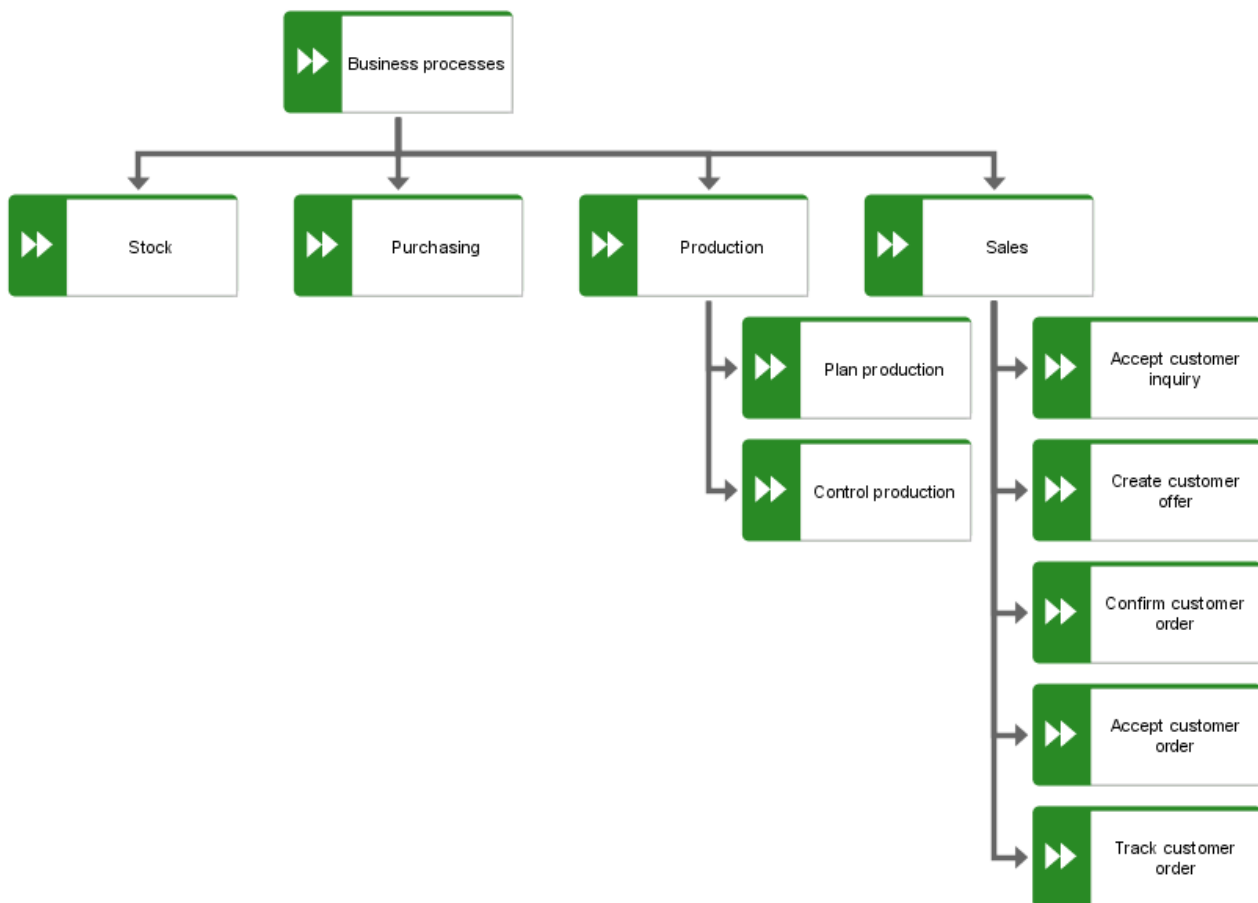 Business processes
Stock
Purchasing
Production
Sales
Plan production
Control production
Accept customer
inquiry
Create customer
offer
Confirm customer
order
Accept customer
order
Track customer
order